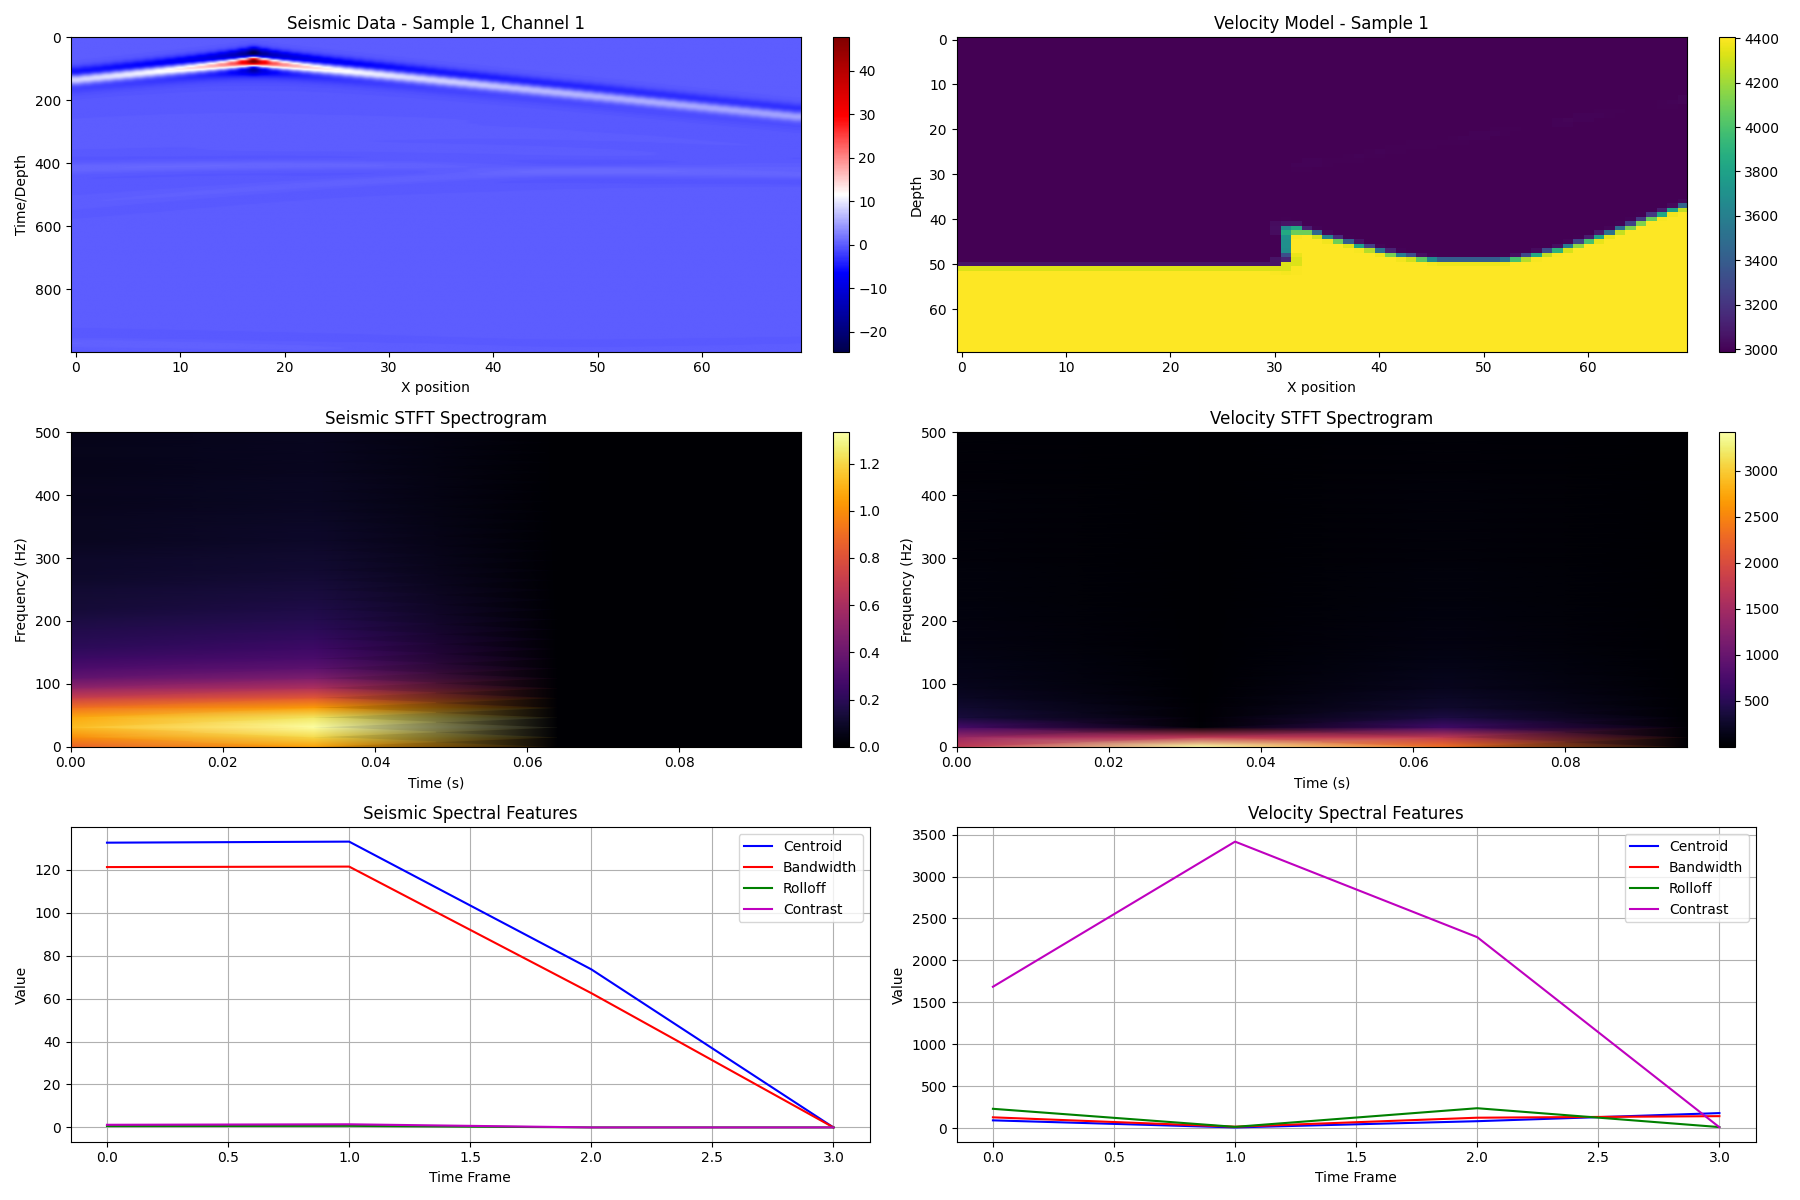 Seismic Data - Sample 1, Channel 1
Time/Depth
0
200
400
600
800
0 10 20 30 40 50 60
X position
40
30
20
10
0
−10
−20
Velocity Model - Sample 1
Depth
0
10
20
30
40
50
60
0 10 20 30 40 50 60
X position
4400
4200
4000
3800
3600
3400
3200
3000
Seismic STFT Spectrogram
Frequency (Hz)
500
400
300
200
100
0
0.00 0.02 0.04 0.06 0.08
Time (s)
1.2
1.0
0.8
0.6
0.4
0.2
0.0
Velocity STFT Spectrogram
Frequency (Hz)
500
400
300
200
100
0
0.00 0.02 0.04 0.06 0.08
Time (s)
3000
2500
2000
1500
1000
500
Seismic Spectral Features
Value
120
100
80
60
40
20
0
0.0 0.5 1.0 1.5 2.0 2.5 3.0
Time Frame
Centroid
Bandwidth
Rolloff
Contrast
Velocity Spectral Features
Value
3500
3000
2500
2000
1500
1000
500
0
0.0 0.5 1.0 1.5 2.0 2.5 3.0
Time Frame
Centroid
Bandwidth
Rolloff
Contrast